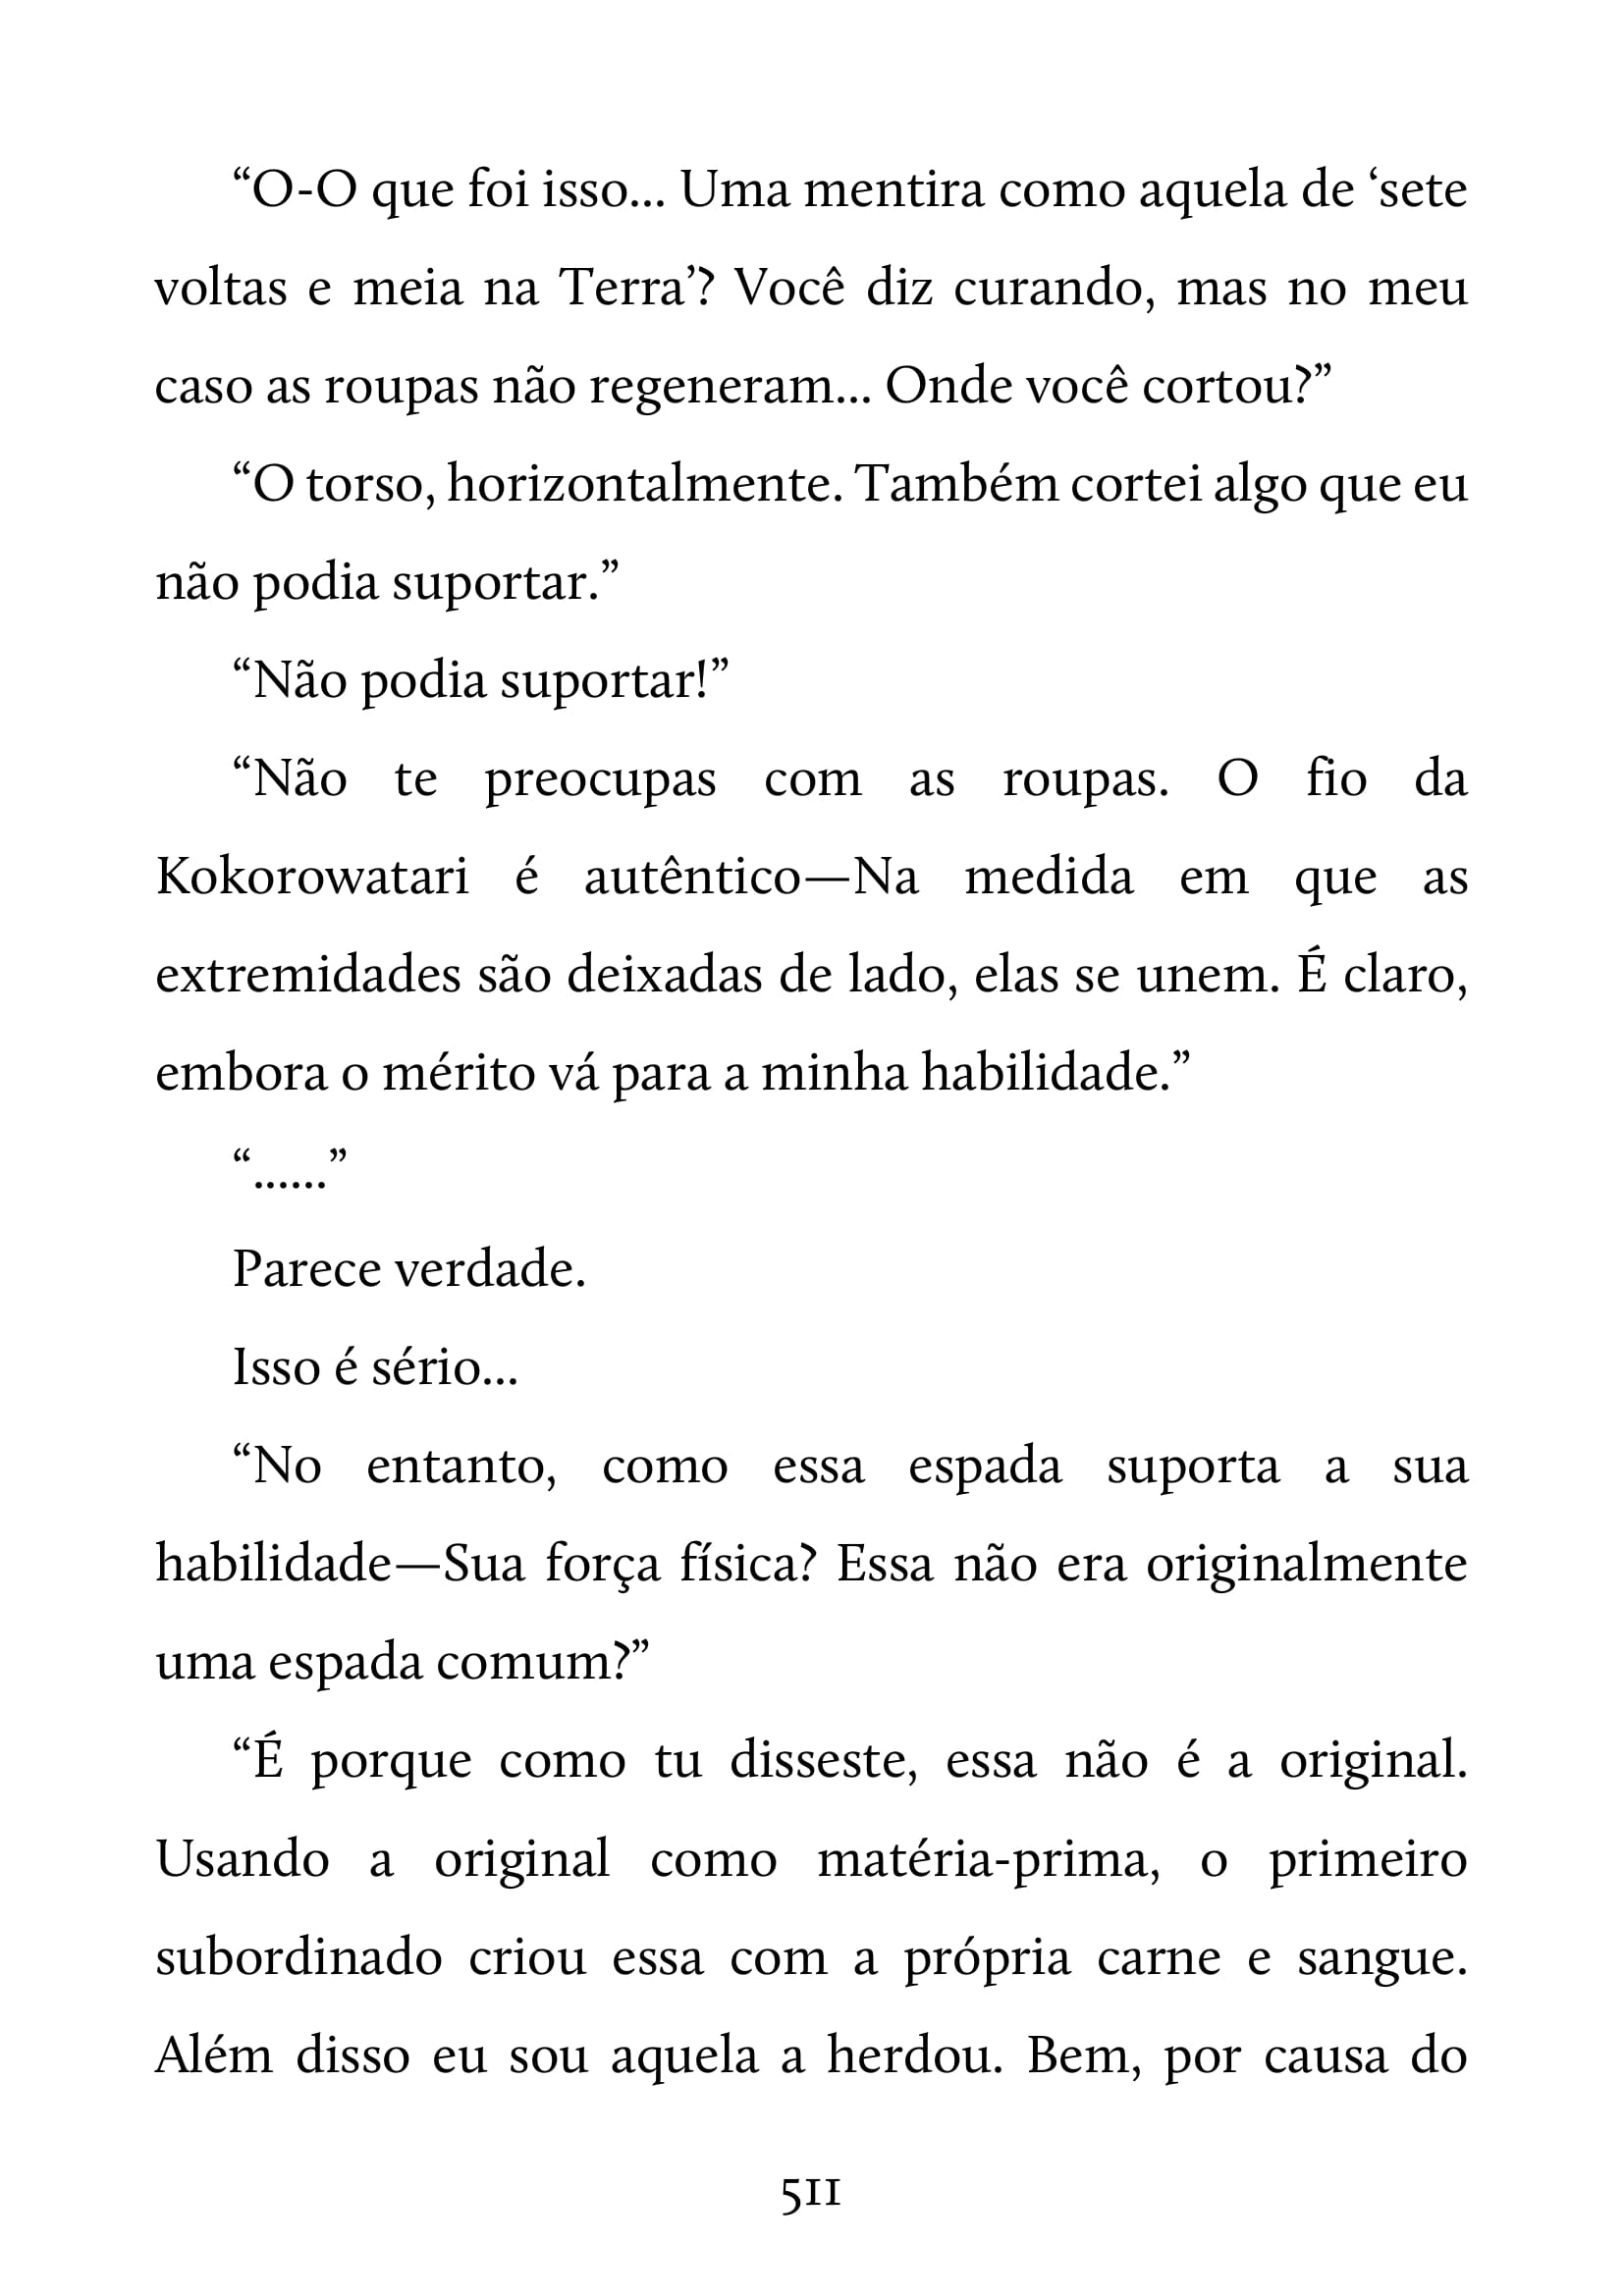 “O-O que foi isso... Uma mentira como aquela de ‘sete
voltas e meia na Terra’? Você diz curando, mas no meu
caso as roupas não regeneram... Onde você cortou?”
“O torso, horizontalmente. Também cortei algo que eu
não podia suportar.”
“Não podia suportar!”
“Não te preocupas com as roupas. O fio da
Kokorowatari é autêntico—Na medida em que as
extremidades são deixadas de lado, elas se unem. É claro,
embora o mérito vá para a minha habilidade.”
“......”
Parece verdade.
Isso é sério...
“No entanto, como essa espada suporta a sua
habilidade—Sua força física? Essa não era originalmente
uma espada comum?”
“É porque como tu disseste, essa não é a original.
Usando a original como matéria-prima, o primeiro
subordinado criou essa com a própria carne e sangue.
Além disso eu sou aquela a herdou. Bem, por causa do
511